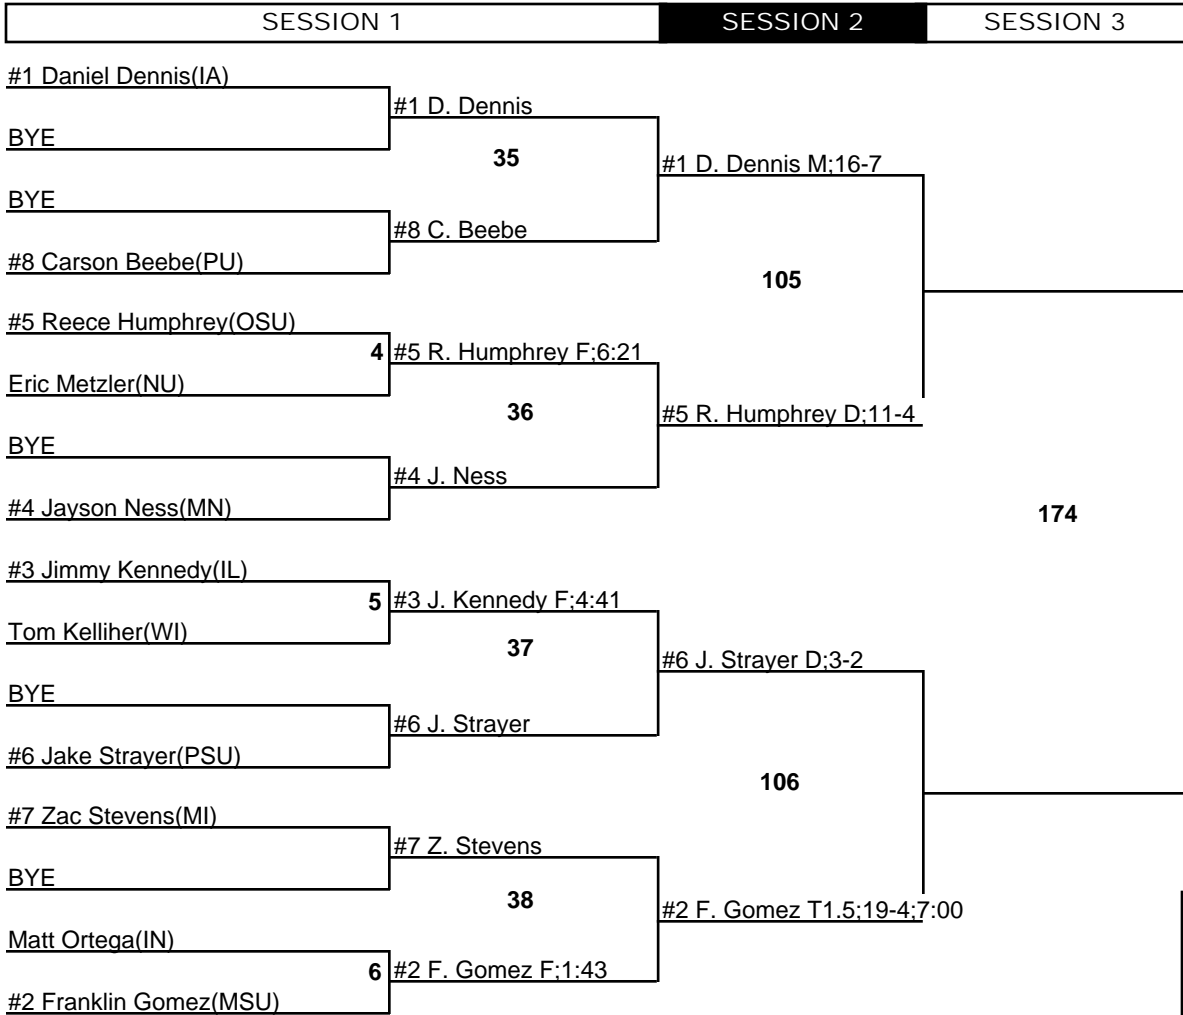 SESSION 1
SESSION 2
SESSION 3
#1 Daniel Dennis(IA)
#1 D. Dennis
BYE
35
#1 D. Dennis M;16-7
BYE
#8 C. Beebe
#8 Carson Beebe(PU)
105
#5 Reece Humphrey(OSU)
4
#5 R. Humphrey F;6:21
Eric Metzler(NU)
36
#5 R. Humphrey D;11-4
BYE
#4 J. Ness
#4 Jayson Ness(MN)
174
#3 Jimmy Kennedy(IL)
5
#3 J. Kennedy F;4:41
Tom Kelliher(WI)
37
#6 J. Strayer D;3-2
BYE
#6 J. Strayer
#6 Jake Strayer(PSU)
106
#7 Zac Stevens(MI)
#7 Z. Stevens
BYE
38
#2 F. Gomez T1.5;19-4;7:00
Matt Ortega(IN)
6
#2 F. Gomez F;1:43
#2 Franklin Gomez(MSU)